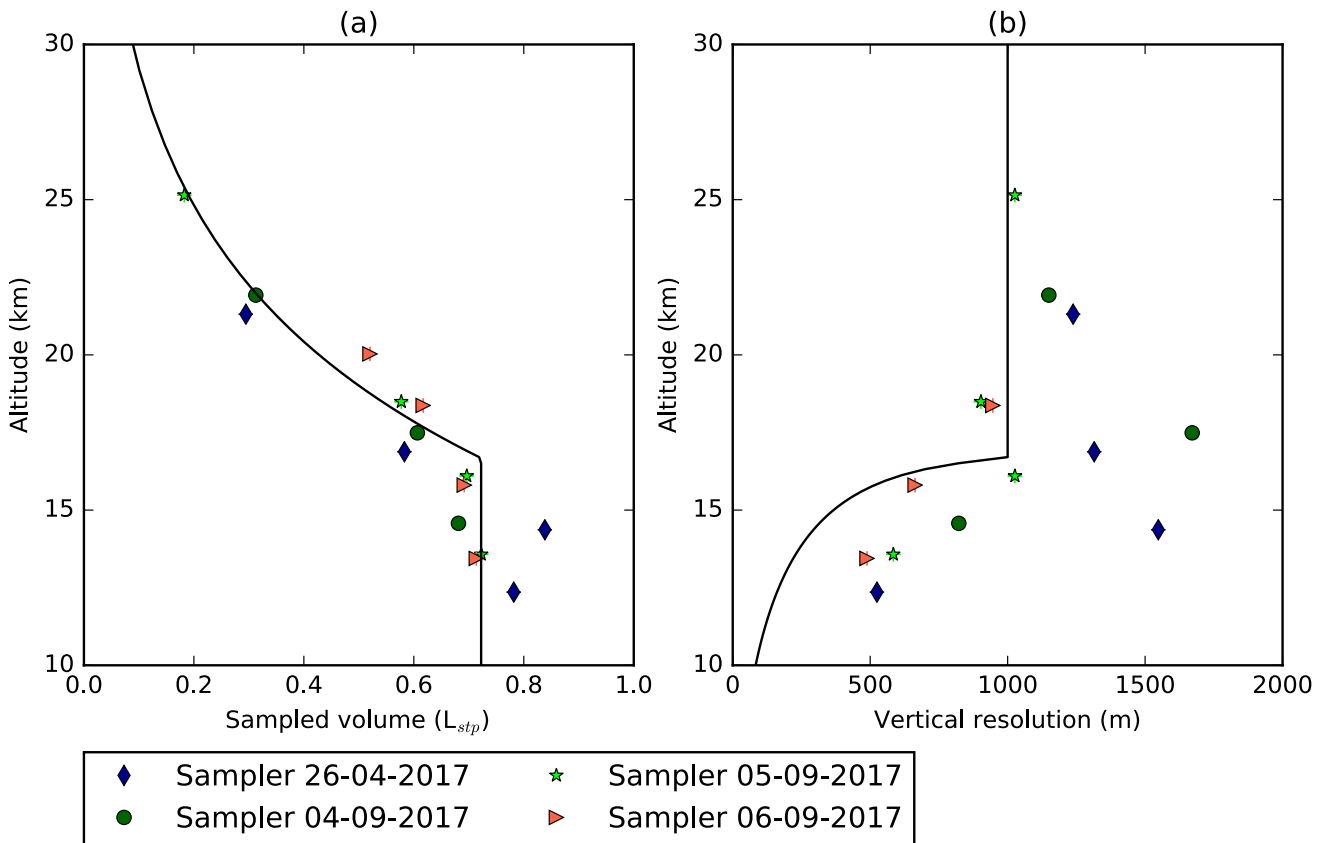 (a)
30
25
20
15
10
Altitude (km)
0.0 0.2 0.4 0.6 0.8 1.0
Sampled volume (L_stp)
(b)
30
25
20
15
10
Altitude (km)
0 500 1000 1500 2000
Vertical resolution (m)
Sampler 26-04-2017
Sampler 04-09-2017
Sampler 05-09-2017
Sampler 06-09-2017